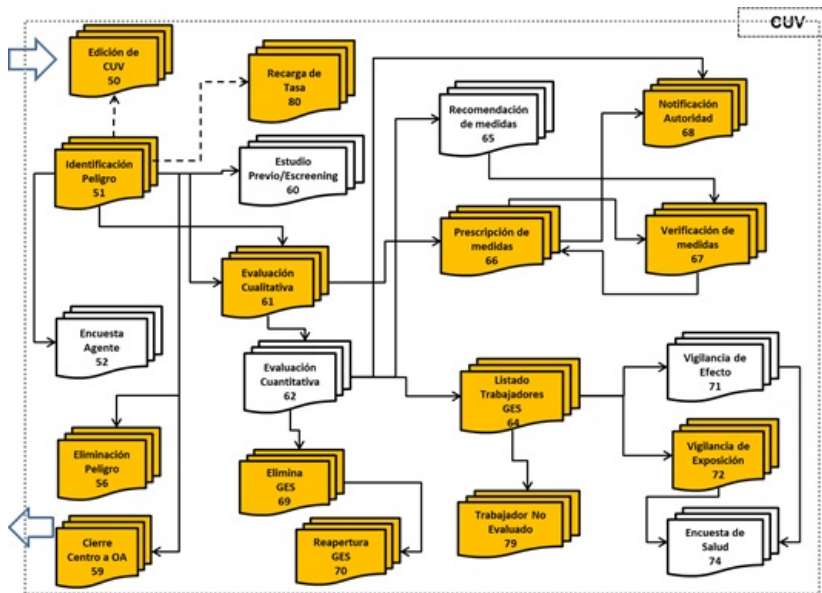 CUV
Edición de
CUV
50
Recarga de
Tasa
80
Recomendación
de medidas
65
Notificación
Autoridad
68
Identificación
Peligro
51
Estudio
Previo/Escreening
60
Prescripción de
medidas
66
Verificación de
medidas
67
Evaluación
Cualitativa
61
Encuesta
Agente
52
Evaluación
Cuantitativa
62
Listado
Trabajadores
GES
64
Vigilancia de
Efecto
71
Eliminación
Peligro
56
Elimina
GES
69
Vigilancia de
Exposición
72
Cierre
Centro a OA
59
Reapertura
GES
70
Trabajador No
Evaluado
79
Encuesta de
Salud
74